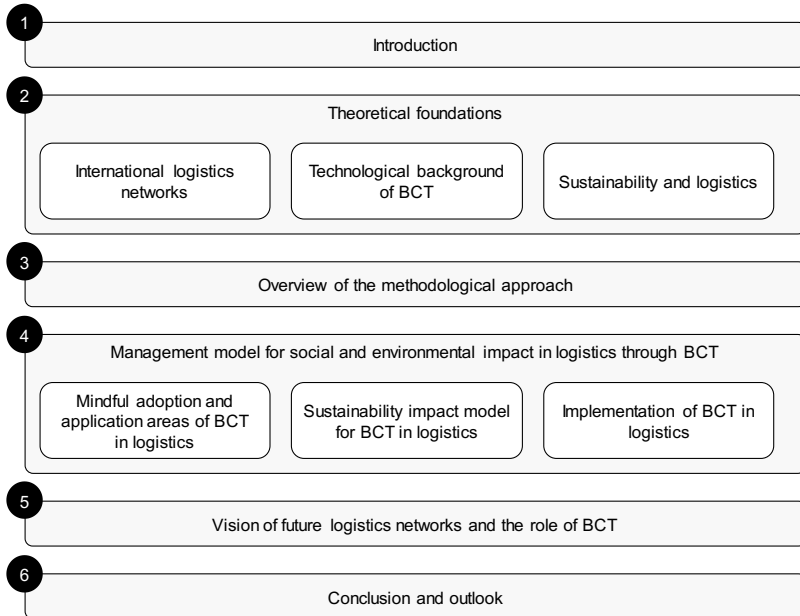 1
Introduction
2
Theoretical foundations
International logistics
networks
Technological background
of BCT
Sustainability and logistics
3
Overview of the methodological approach
4
Management model for social and environmental impact in logistics through BCT
Mindful adoption and
application areas of BCT
in logistics
Sustainability impact model
for BCT in logistics
Implementation of BCT in
logistics
5
Vision of future logistics networks and the role of BCT
6
Conclusion and outlook